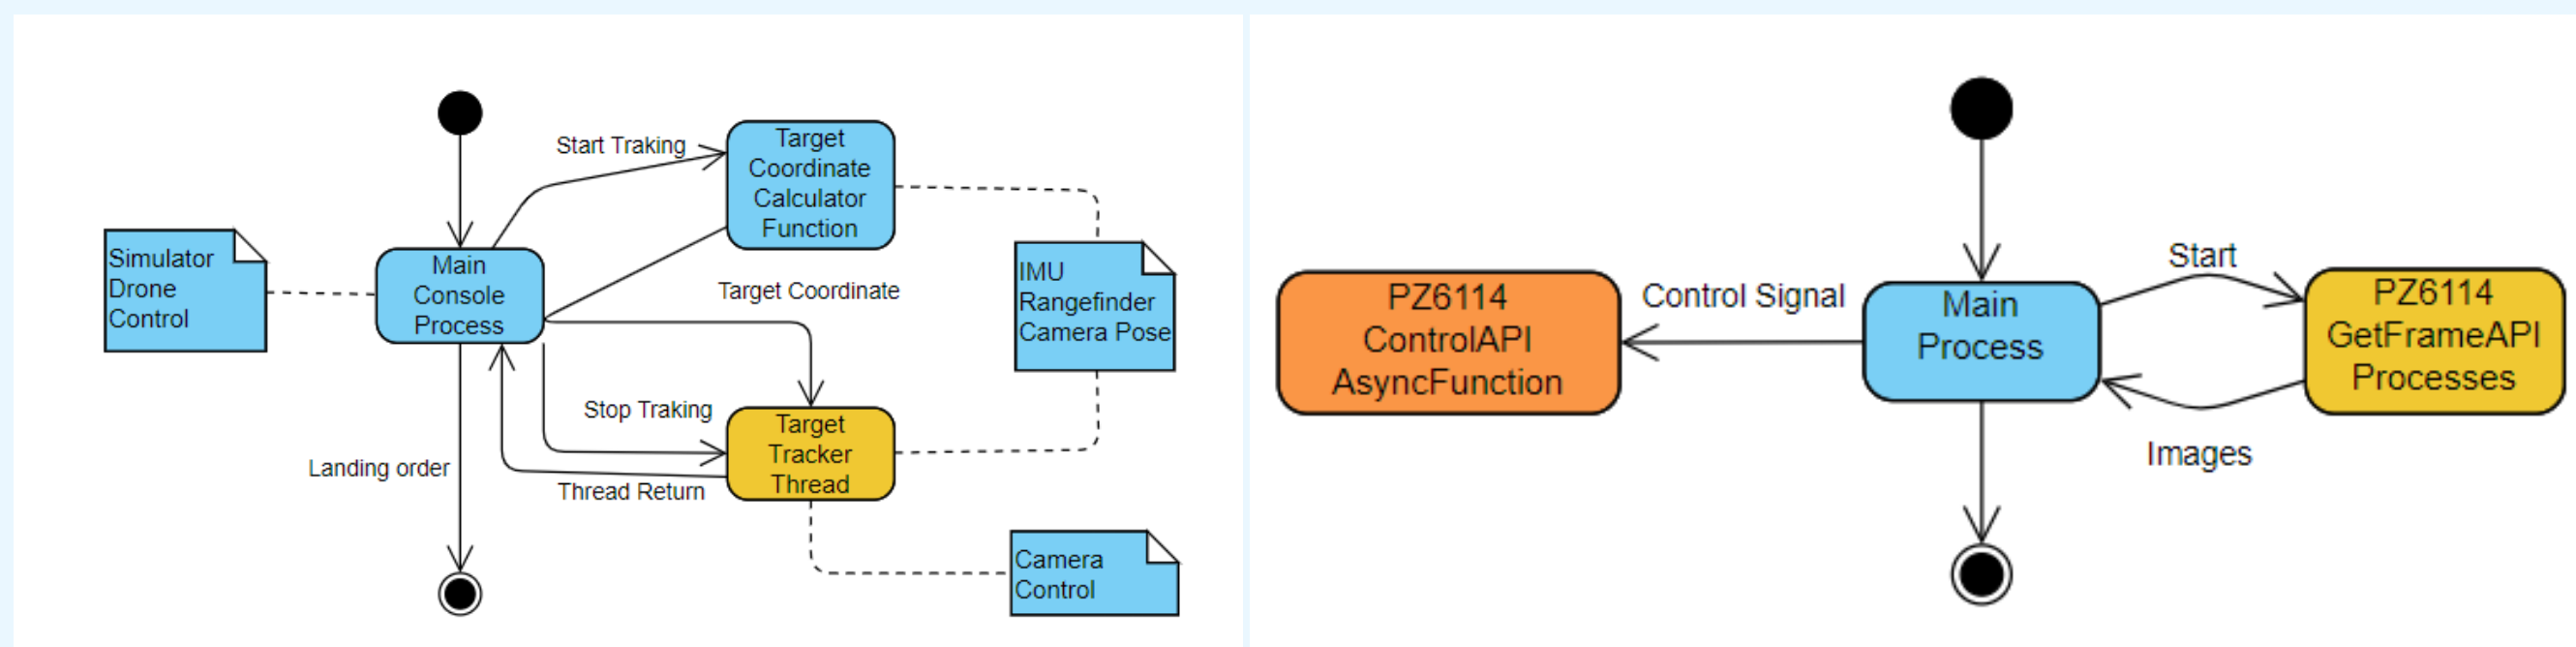 Start Traking
Target
Coordinate
Calculator
Function
Simulator
Drone
Control
Main
Console
Process
IMU
Rangefinder
Camera Pose
Target Coordinate
Stop Traking
Target
Tracker
Thread
Landing order
Thread Return
Camera
Control
PZ6114
ControlAPI
AsyncFunction
Control Signal
Main
Process
Start
PZ6114
GetFrameAPI
Processes
Images